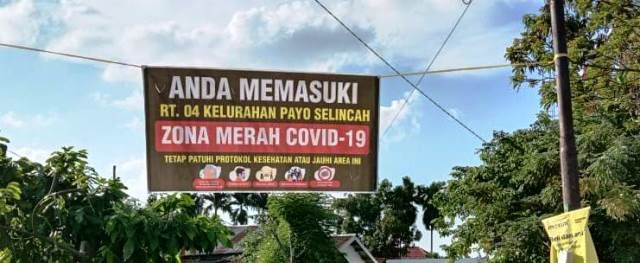 ANDA MEMASUKI
RT. 04 KELURAHAN PAYO SELINCAH
ZONA MERAH COVID-19
TETAP PATUHI PROTOKOL KESEHATAN ATAU JAUHI AREA INI